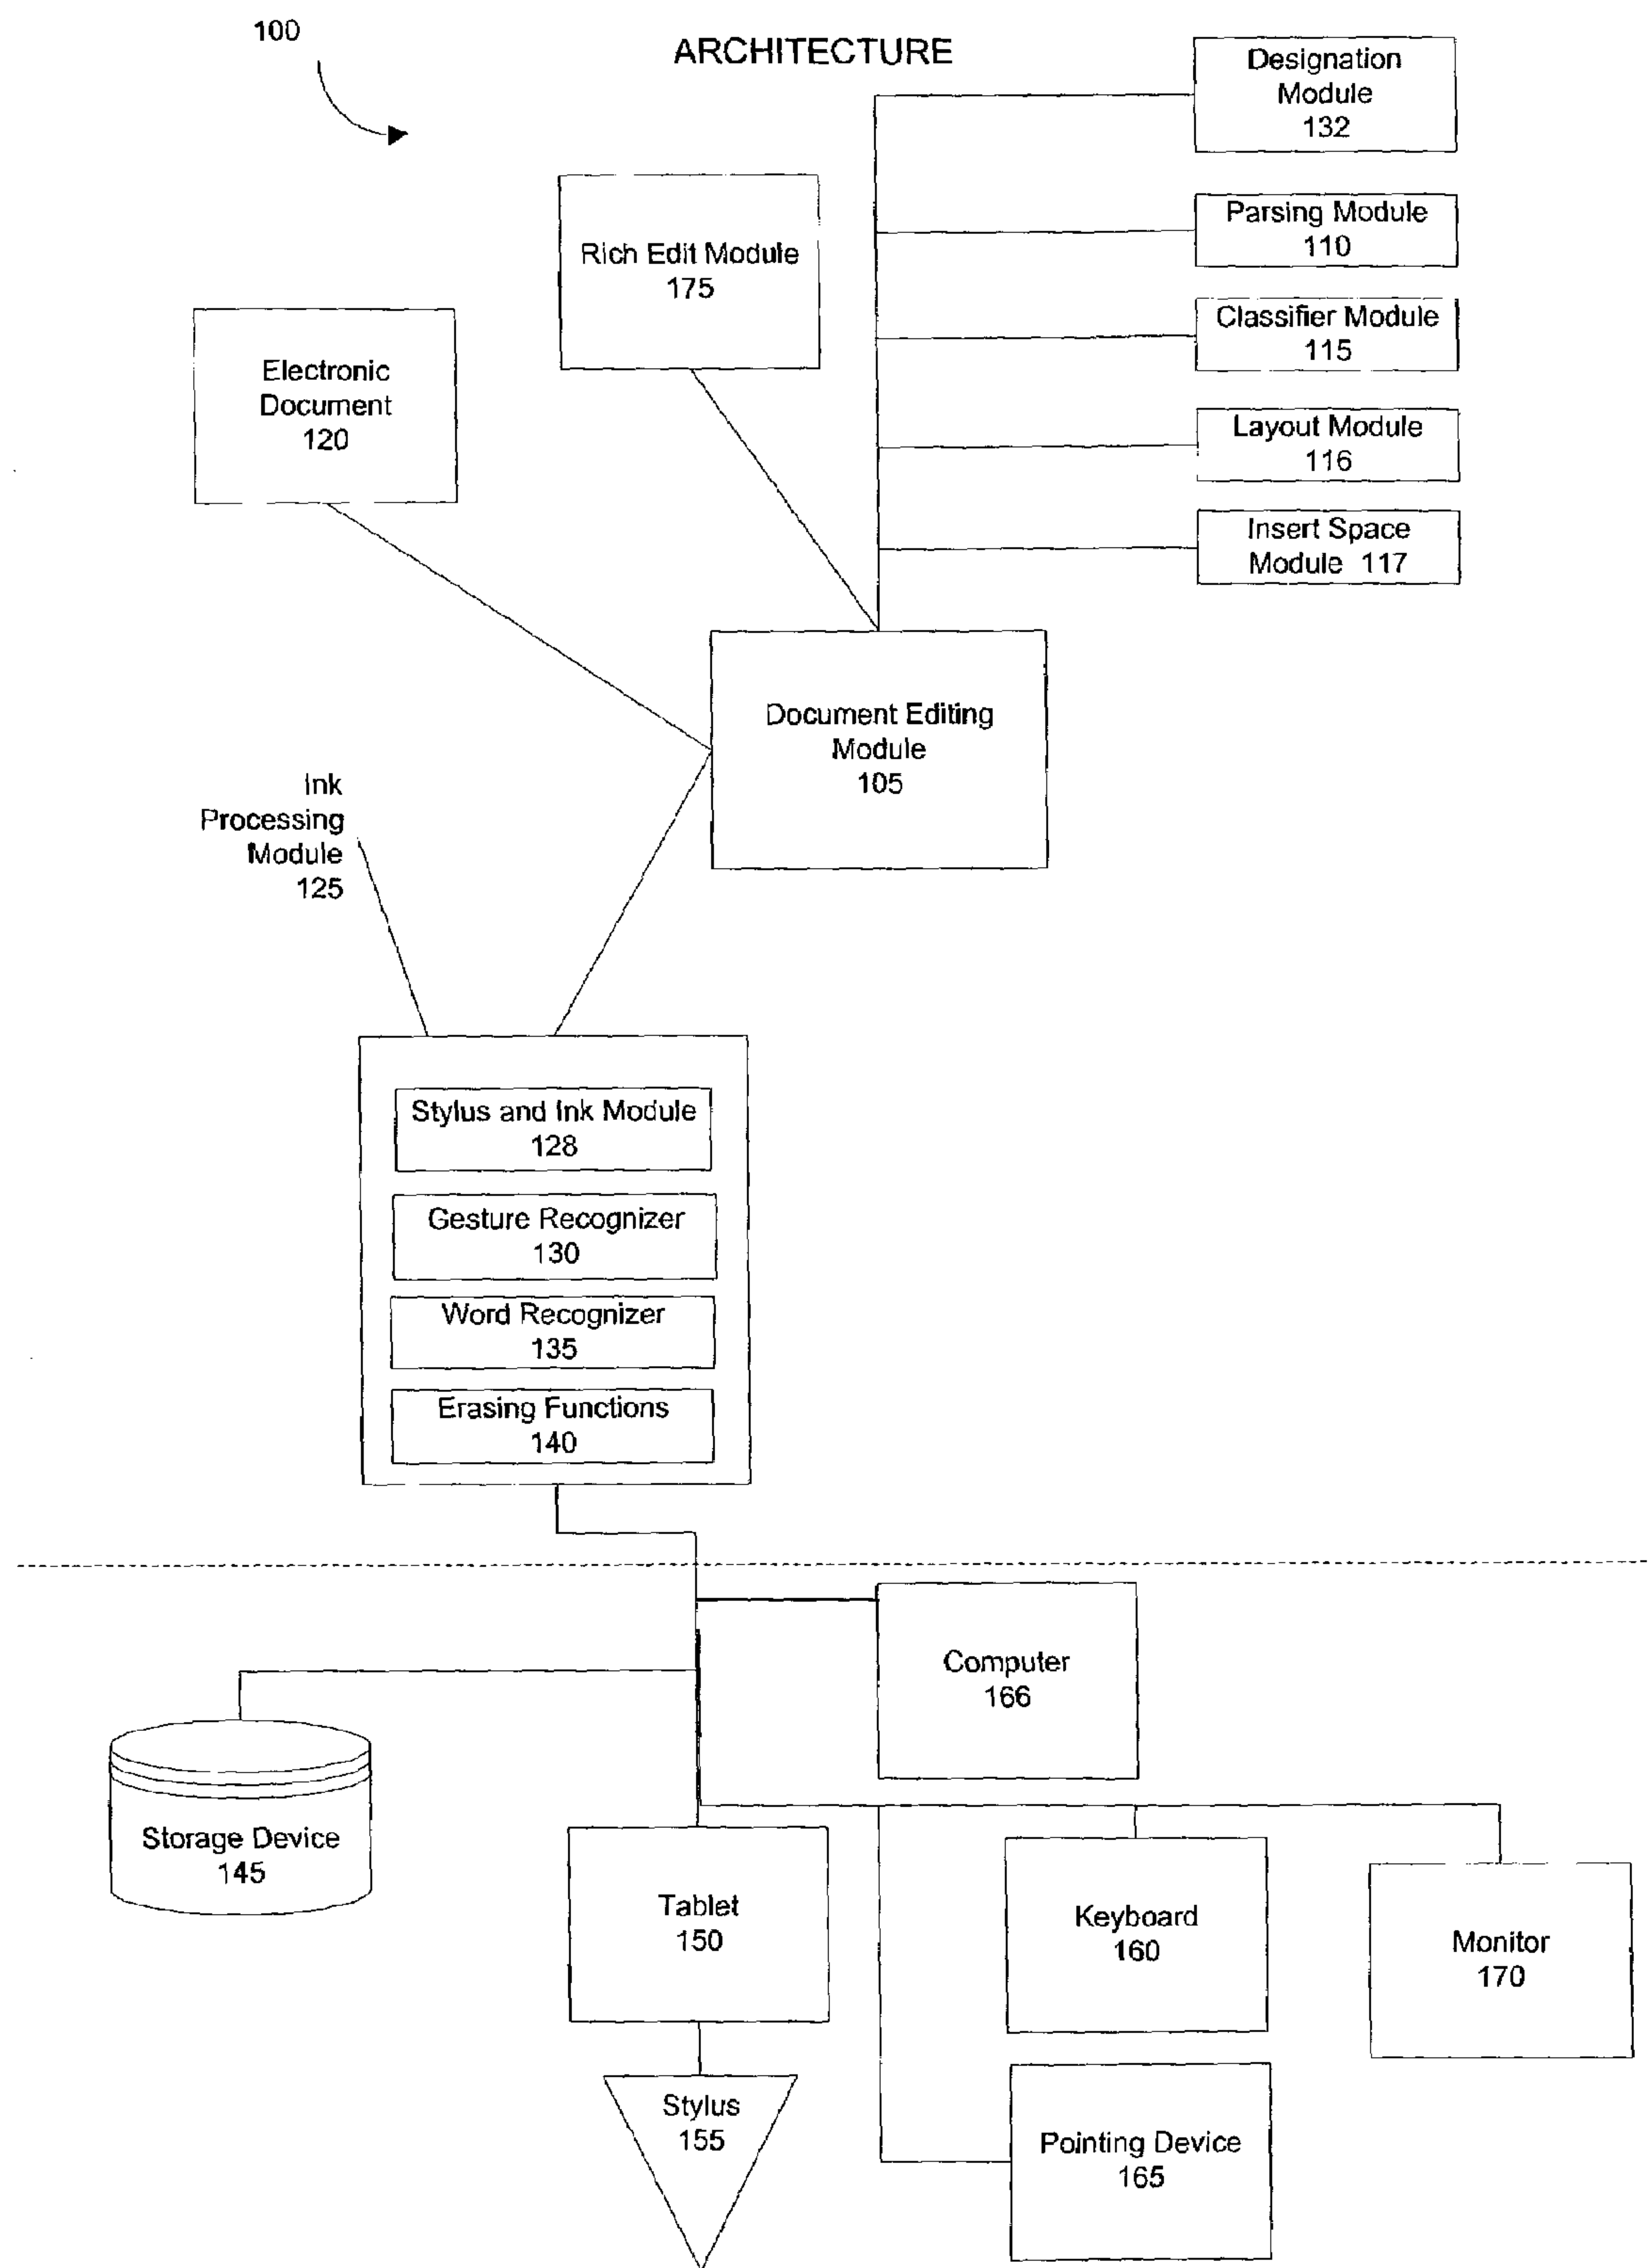 100
ARCHITECTURE
Designation
Module
132
Parsing Module
110
Rich Edit Module
175
Classifier Module
115
Electronic
Document
120
Layout Module
116
Insert Space
Module 117
Document Editing
Module
105
Ink
Processing
Module
125
Stylus and Ink Module
128
Gesture Recognizer
130
Word Recognizer
135
Erasing Functions
140
Computer
166
Storage Device
145
Tablet
150
Keyboard
160
Monitor
170
Stylus
155
Pointing Device
165